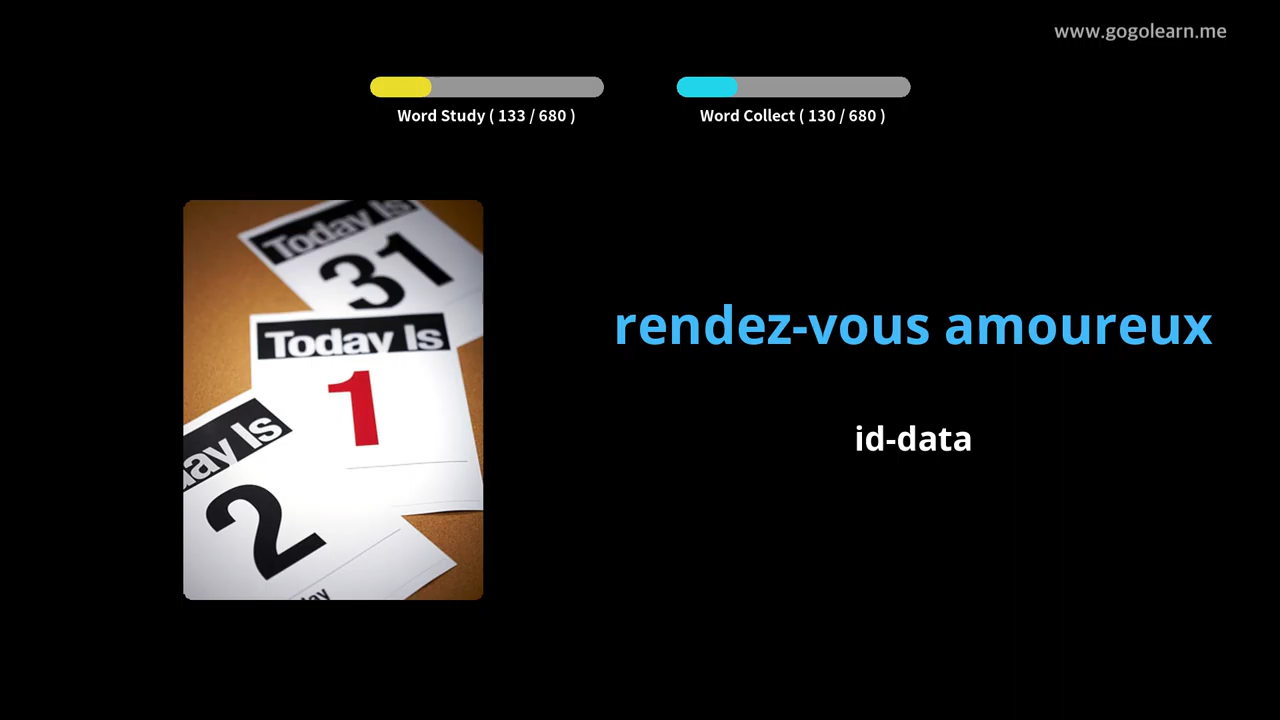 www.gogolearn.me
Word Study ( 133 / 680 )
Word Collect ( 130 / 680 )
Today Is
31
Today Is
1
ay Is
2
rendez-vous amoureux
id-data